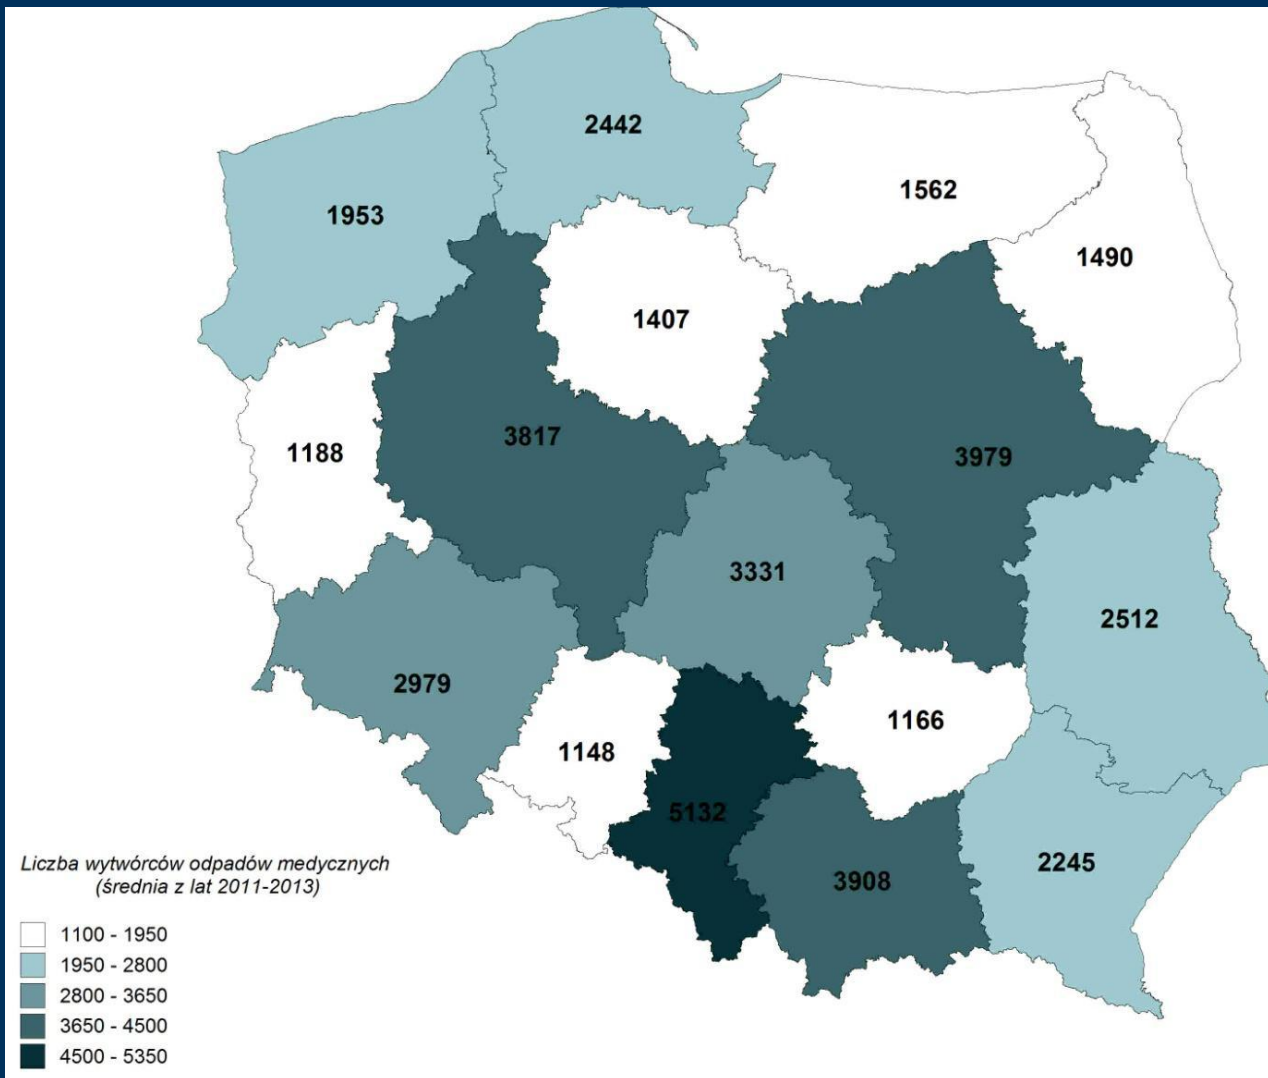 2442
1562
1953
1490
1407
3817
1188
3979
3331
2512
2979
1166
1148
5132
2245
3908
Liczba wytwórców odpadów medycznych
(średnia z lat 2011-2013)
1100 - 1950
1950 - 2800
2800 - 3650
3650 - 4500
4500 - 5350